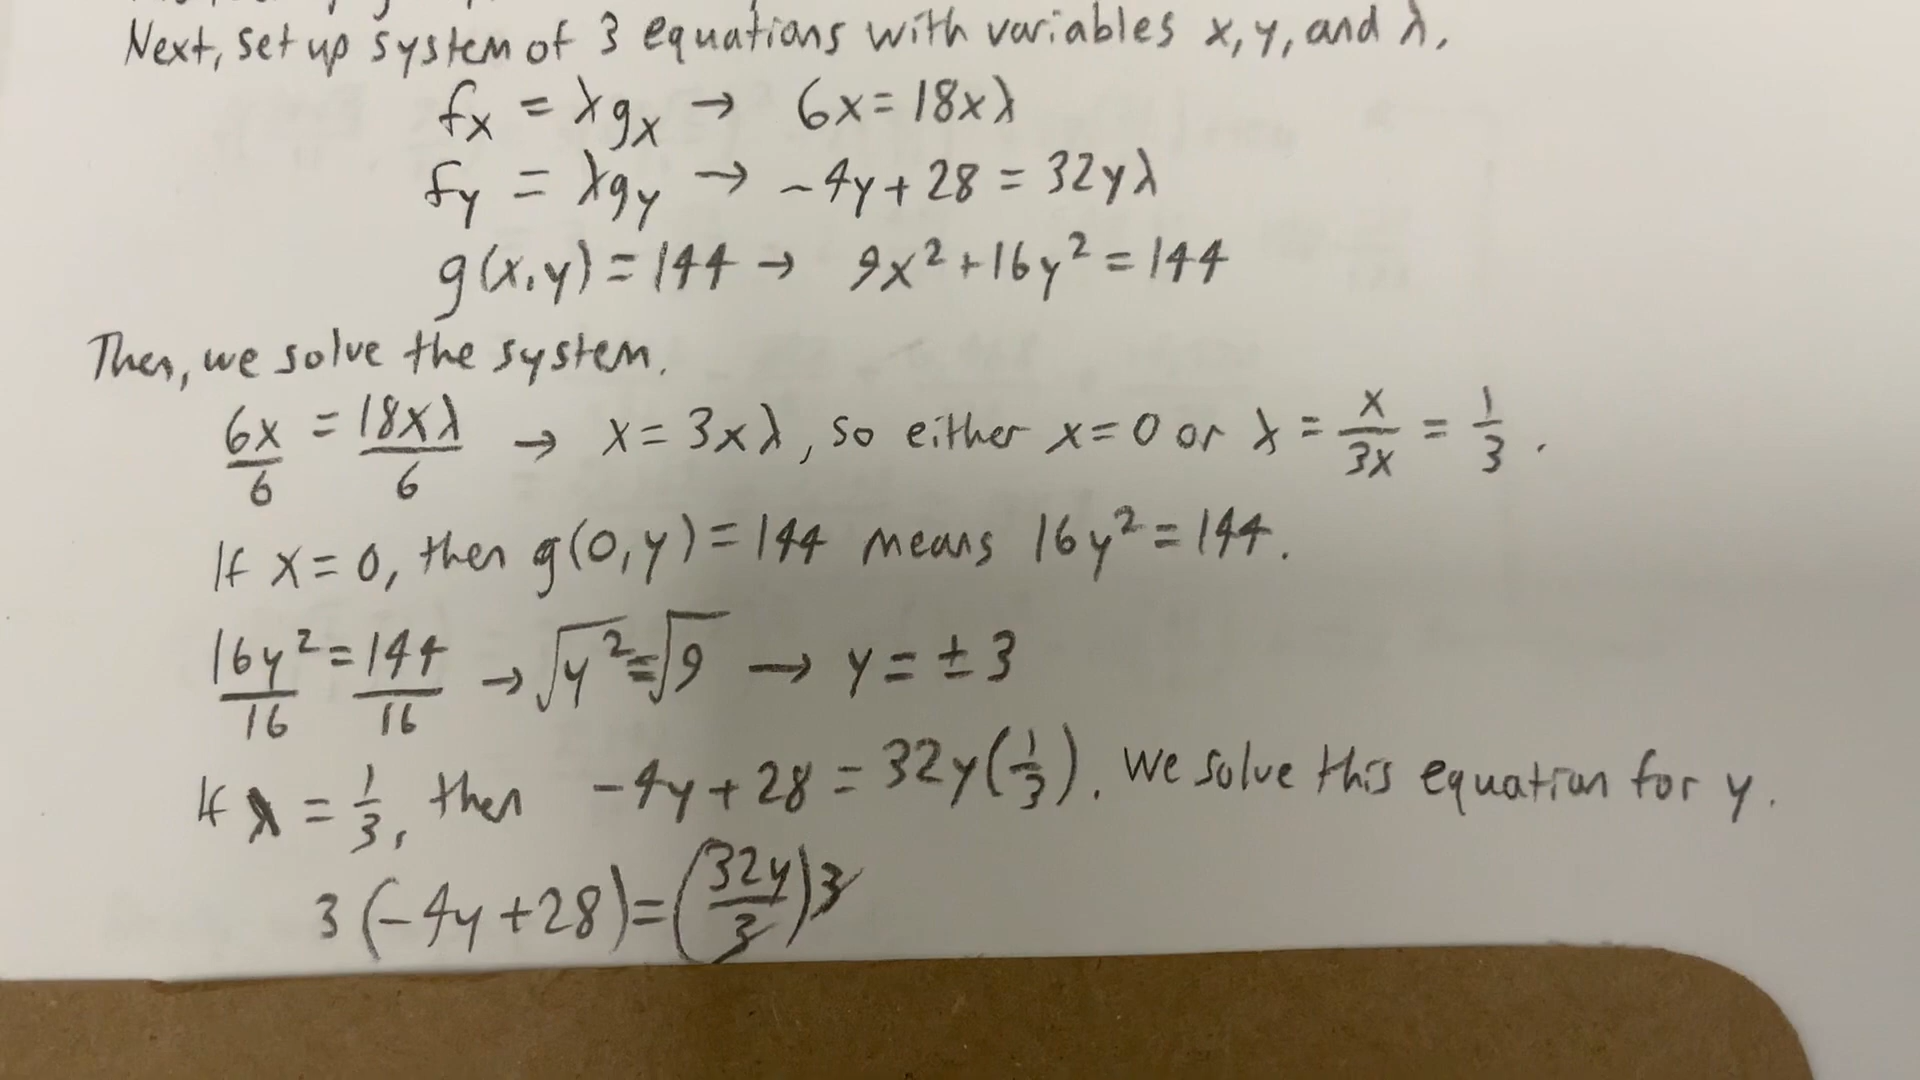 Next, set up system of 3 equations with variables x, y, and λ.
fx = λgx → 6x = 18xλ
fy = λgy → -4y + 28 = 32yλ
g(x,y) = 144 → 9x² + 16y² = 144
Then, we solve the system.
6x/6 = 18xλ/6 → x = 3xλ, so either x = 0 or λ = x/3x = 1/3.
If x = 0, then g(0,y) = 144 means 16y² = 144.
16y²/16 = 144/16 → √y² = √9 → y = ±3
If λ = 1/3, then -4y + 28 = 32y(1/3). We solve this equation for y.
3(-4y + 28) = (32y/3)3